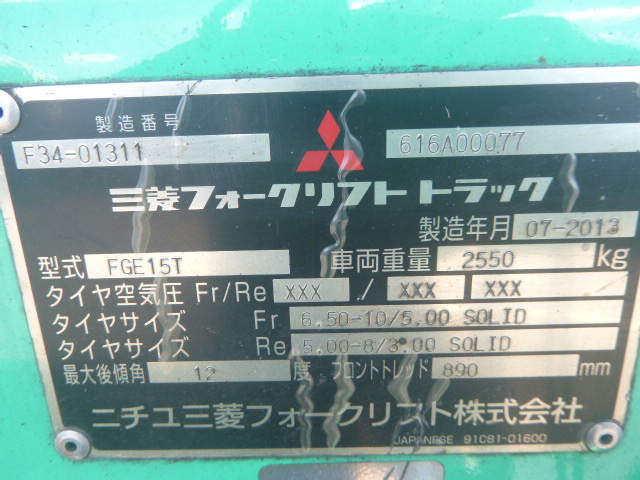 製造番号
F34-01311 616A00077
三菱フォークリフト トラック
製造年月 07-2013
型式 FGE15T 車両重量 2550 kg
タイヤ空気圧 Fr/Re XXX / XXX XXX
タイヤサイズ Fr 6.50-10/5.00 SOLID
タイヤサイズ Re 5.00-8/3.00 SOLID
最大後傾角 12 度 フロントトレッド 890 mm
ニチユ三菱フォークリフト株式会社
JAPANESE 91C81-01600